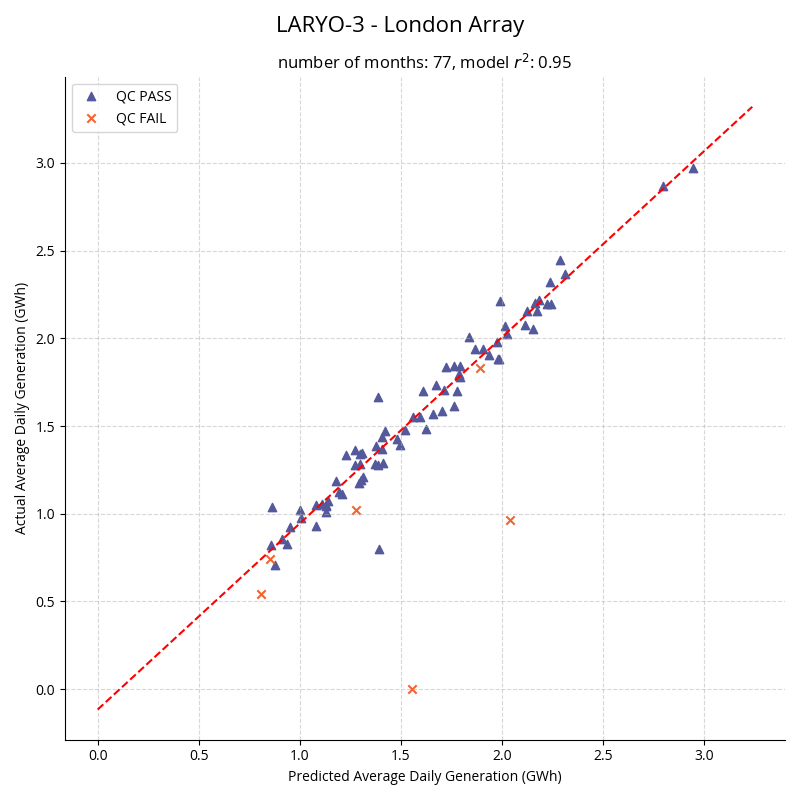 LARYO-3 - London Array
number of months: 77, model r²: 0.95
QC PASS
QC FAIL
Actual Average Daily Generation (GWh)
3.0
2.5
2.0
1.5
1.0
0.5
0.0
0.0 0.5 1.0 1.5 2.0 2.5 3.0
Predicted Average Daily Generation (GWh)